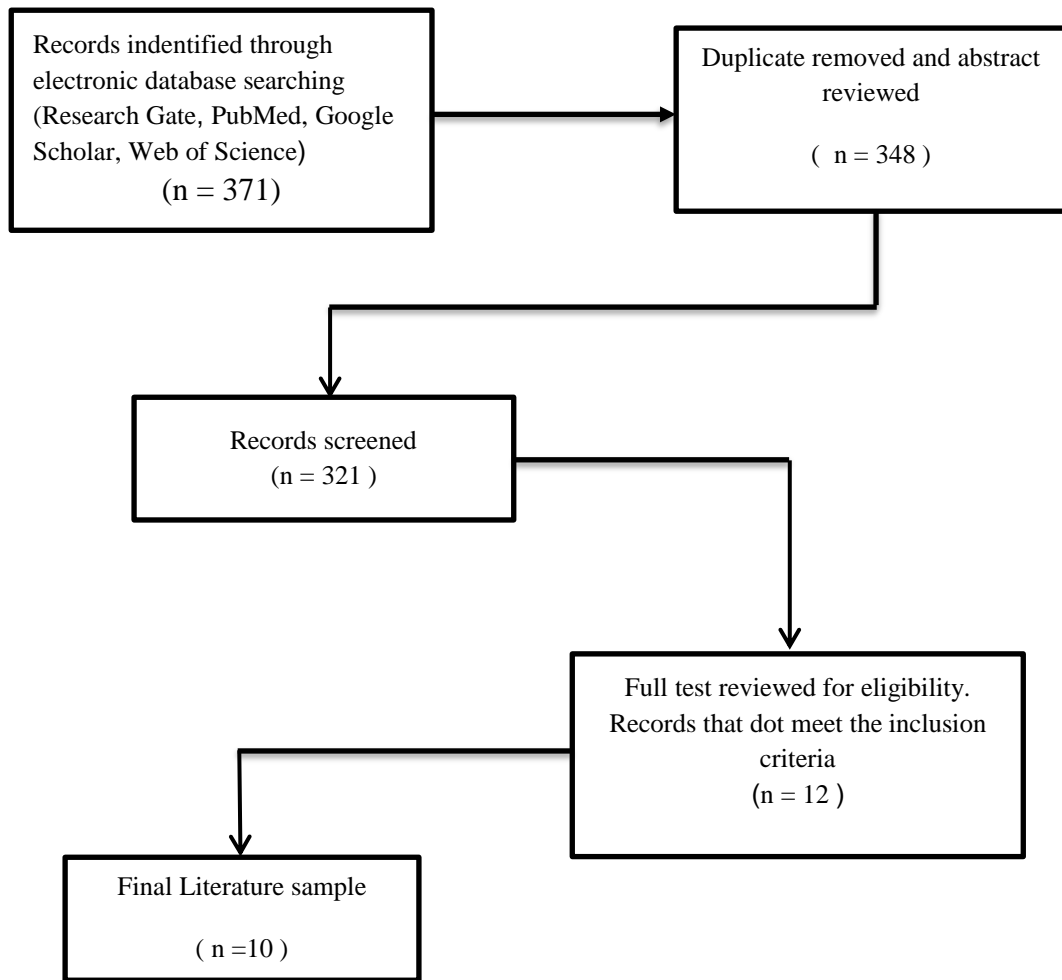 Records indentified through
electronic database searching
(Research Gate, PubMed, Google
Scholar, Web of Science)
(n = 371)
Duplicate removed and abstract
reviewed
( n = 348 )
Records screened
(n = 321 )
Full test reviewed for eligibility.
Records that dot meet the inclusion
criteria
(n = 12 )
Final Literature sample
( n =10 )